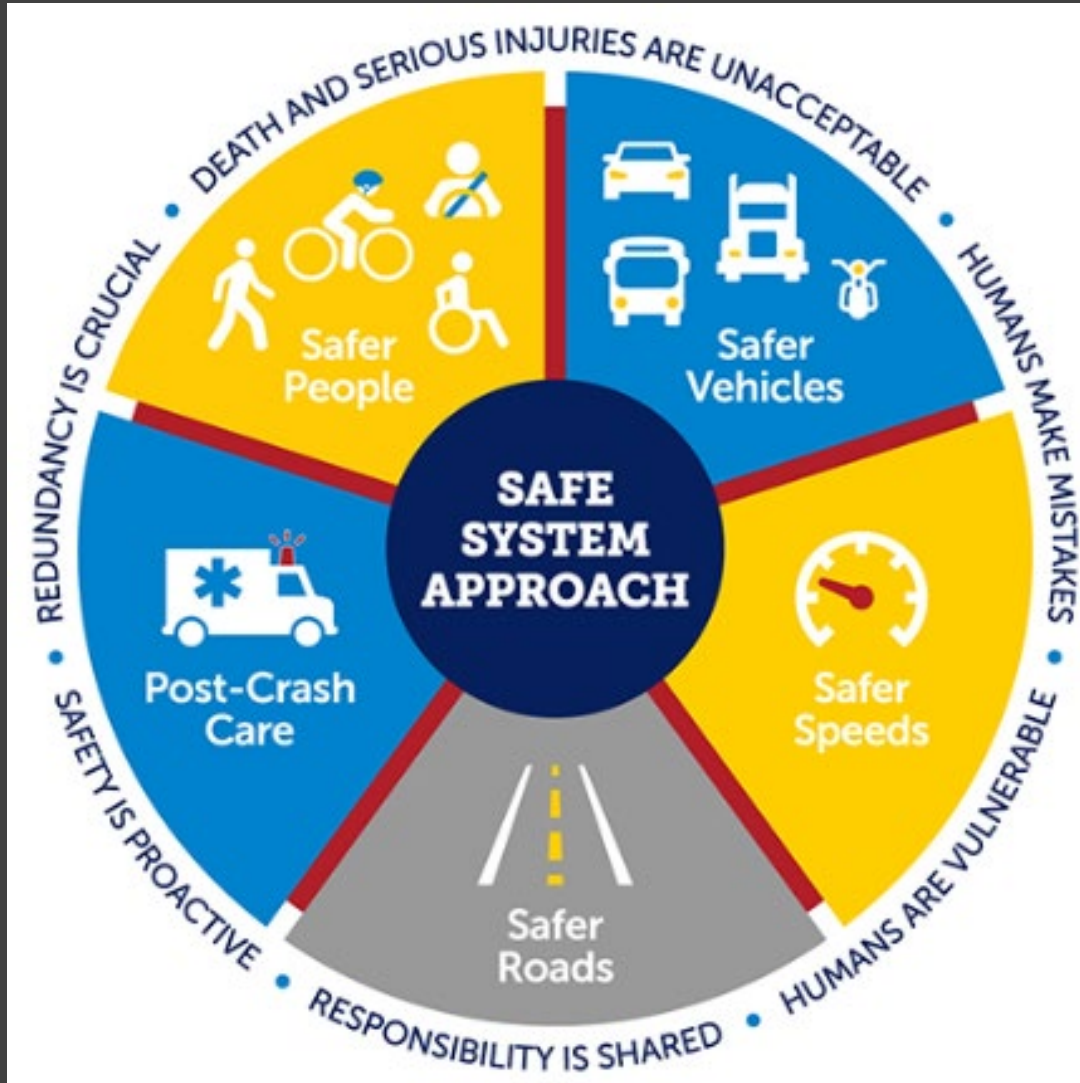 DEATH AND SERIOUS INJURIES ARE UNACCEPTABLE
HUMANS MAKE MISTAKES
HUMANS ARE VULNERABLE
RESPONSIBILITY IS SHARED
SAFETY IS PROACTIVE
REDUNDANCY IS CRUCIAL
Safer
People
Safer
Vehicles
SAFE
SYSTEM
APPROACH
Post-Crash
Care
Safer
Speeds
Safer
Roads